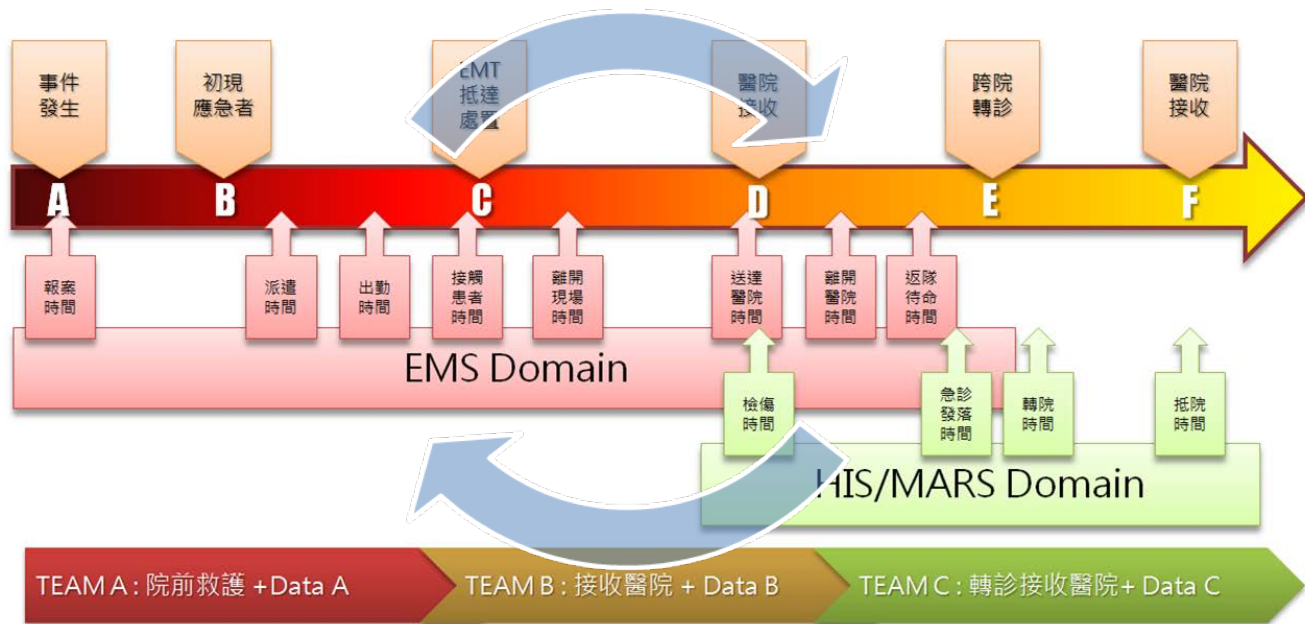 事件
發生
初現
應急者
EMT
抵達
處置
醫院
接收
跨院
轉診
醫院
接收
A
B
C
D
E
F
報案
時間
派遣
時間
出勤
時間
接觸
患者
時間
離開
現場
時間
送達
醫院
時間
離開
醫院
時間
返隊
待命
時間
EMS Domain
檢傷
時間
急診
發落
時間
轉院
時間
抵院
時間
HIS/MARS Domain
TEAM A : 院前救護 +Data A
TEAM B : 接收醫院 + Data B
TEAM C : 轉診接收醫院+ Data C